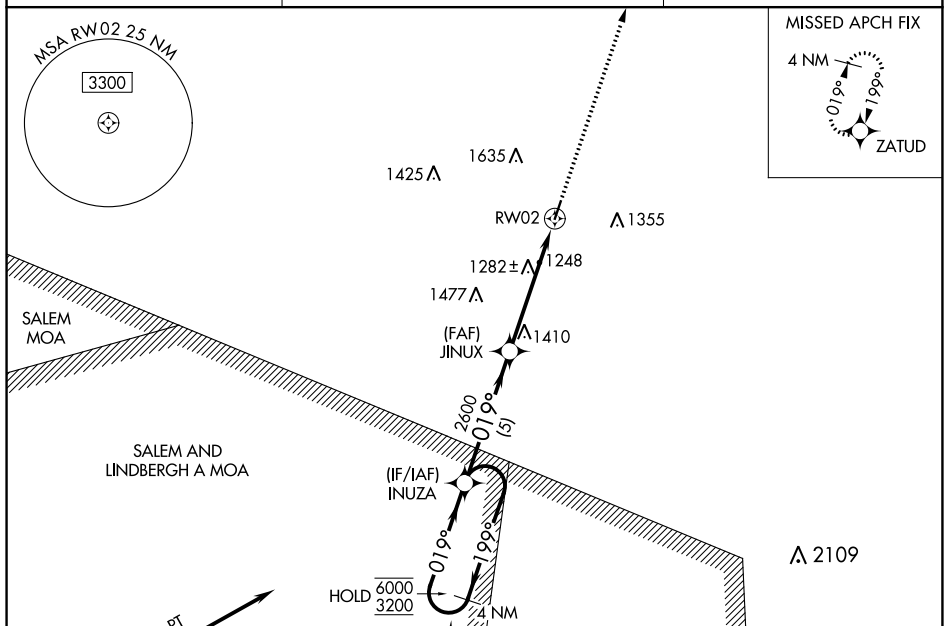 MSA RW02 25 NM
3300
MISSED APCH FIX
4 NM
019°
199°
ZATUD
1635
1425
RW02
1355
1282± 1248
1477
SALEM
MOA
(FAF)
JINUX
1410
2600
019°
(5)
SALEM AND
LINDBERGH A MOA
(IF/IAF)
INUZA
019°
199°
2109
HOLD 6000
3200
4 NM
PT